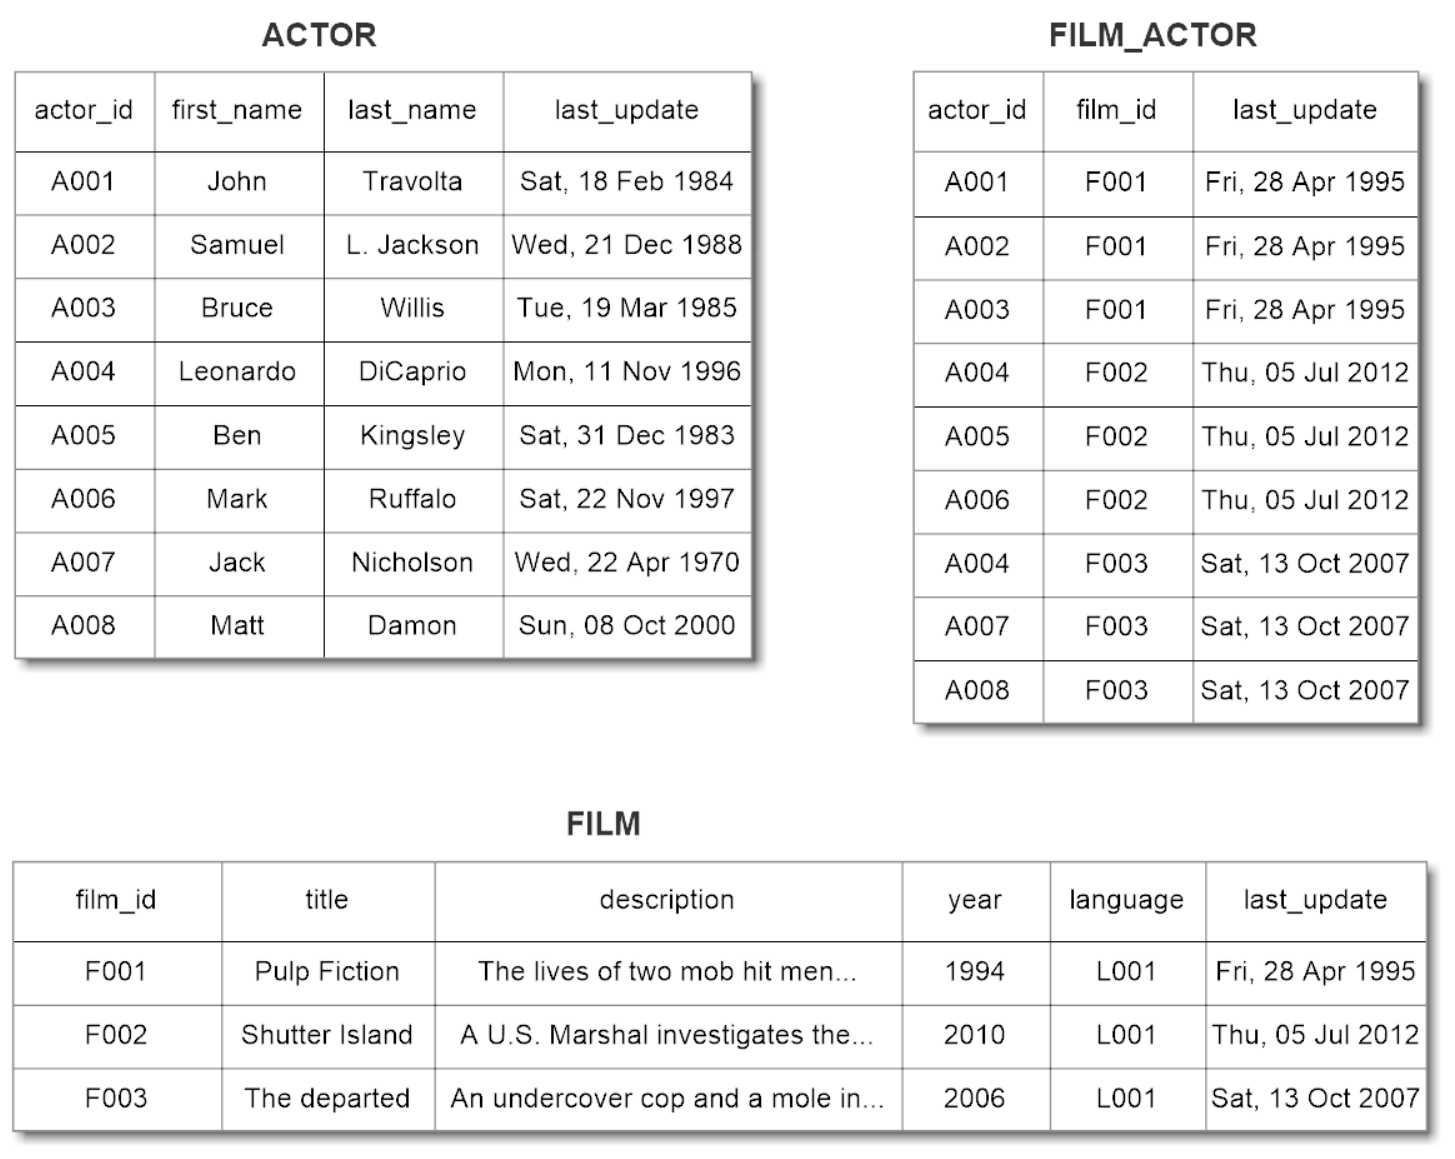 ACTOR
actor_id first_name last_name last_update
A001 John Travolta Sat, 18 Feb 1984
A002 Samuel L. Jackson Wed, 21 Dec 1988
A003 Bruce Willis Tue, 19 Mar 1985
A004 Leonardo DiCaprio Mon, 11 Nov 1996
A005 Ben Kingsley Sat, 31 Dec 1983
A006 Mark Ruffalo Sat, 22 Nov 1997
A007 Jack Nicholson Wed, 22 Apr 1970
A008 Matt Damon Sun, 08 Oct 2000
FILM_ACTOR
actor_id film_id last_update
A001 F001 Fri, 28 Apr 1995
A002 F001 Fri, 28 Apr 1995
A003 F001 Fri, 28 Apr 1995
A004 F002 Thu, 05 Jul 2012
A005 F002 Thu, 05 Jul 2012
A006 F002 Thu, 05 Jul 2012
A004 F003 Sat, 13 Oct 2007
A007 F003 Sat, 13 Oct 2007
A008 F003 Sat, 13 Oct 2007
FILM
film_id title description year language last_update
F001 Pulp Fiction The lives of two mob hit men... 1994 L001 Fri, 28 Apr 1995
F002 Shutter Island A U.S. Marshal investigates the... 2010 L001 Thu, 05 Jul 2012
F003 The departed An undercover cop and a mole in... 2006 L001 Sat, 13 Oct 2007